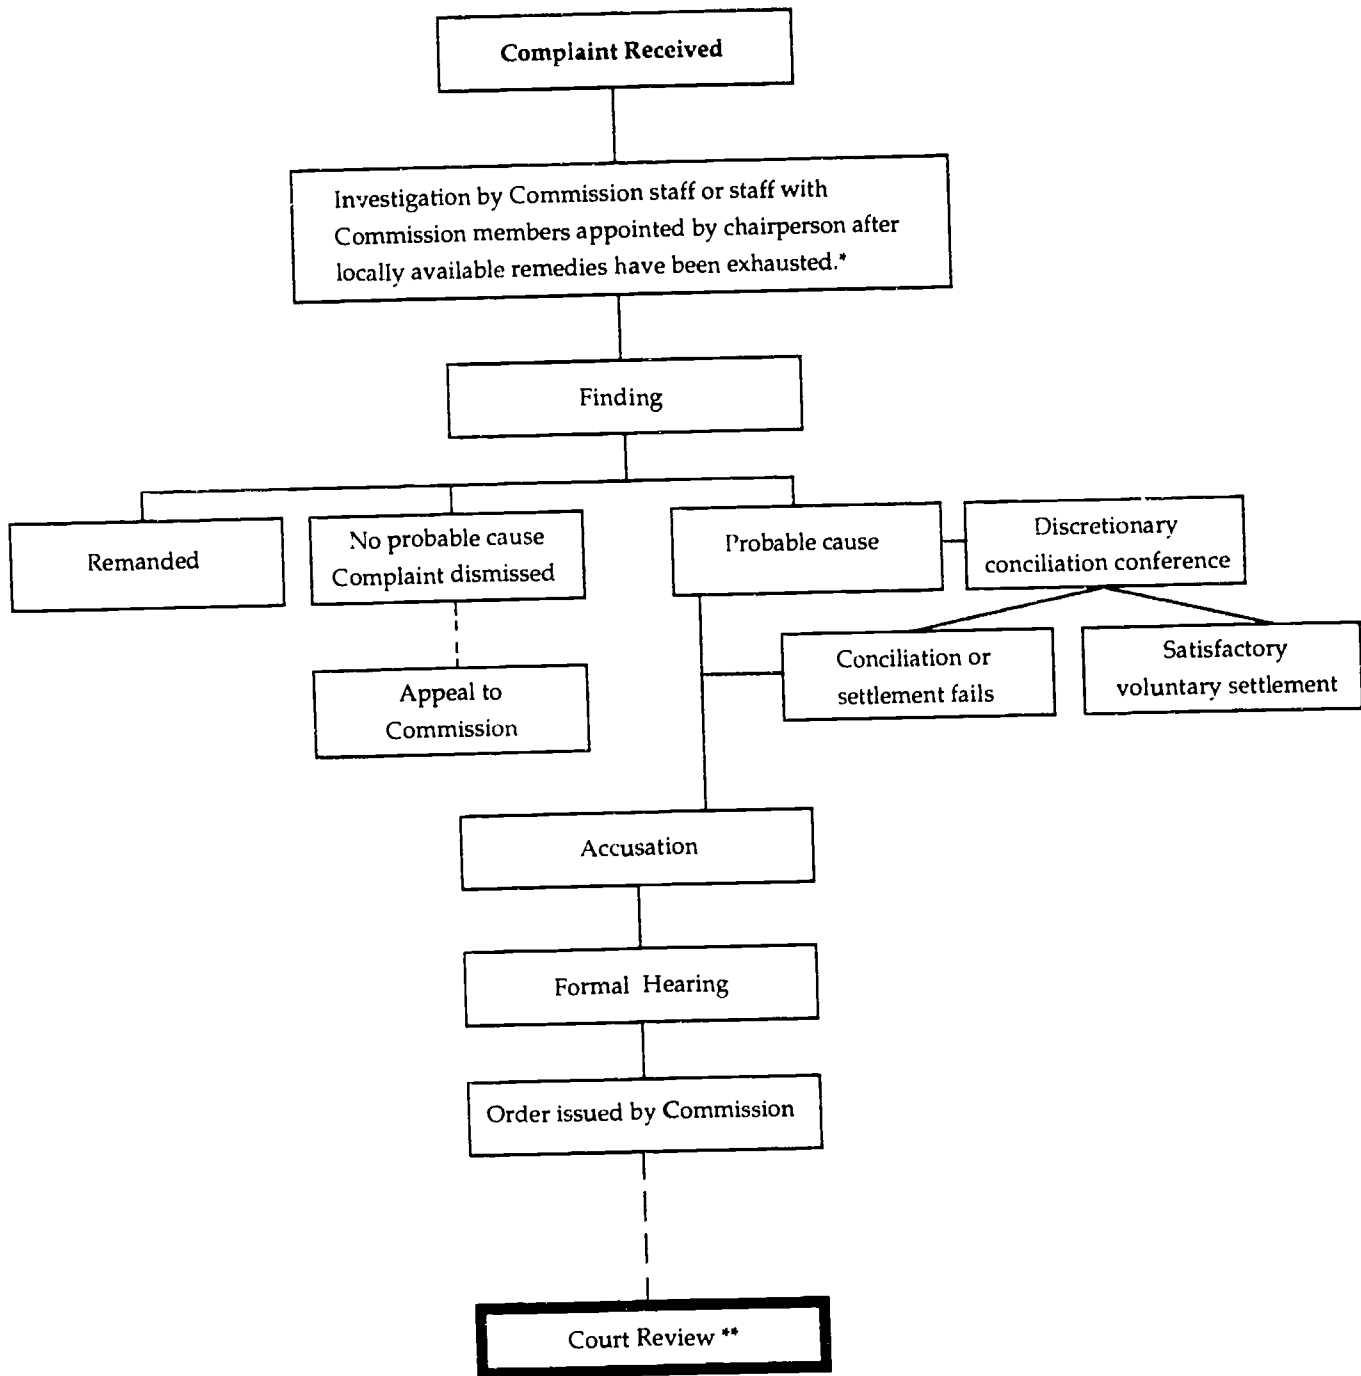 Complaint Received
Investigation by Commission staff or staff with
Commission members appointed by chairperson after
locally available remedies have been exhausted.*
Finding
Remanded
No probable cause
Complaint dismissed
Probable cause
Discretionary
conciliation conference
Appeal to
Commission
Conciliation or
settlement fails
Satisfactory
voluntary settlement
Accusation
Formal Hearing
Order issued by Commission
Court Review **